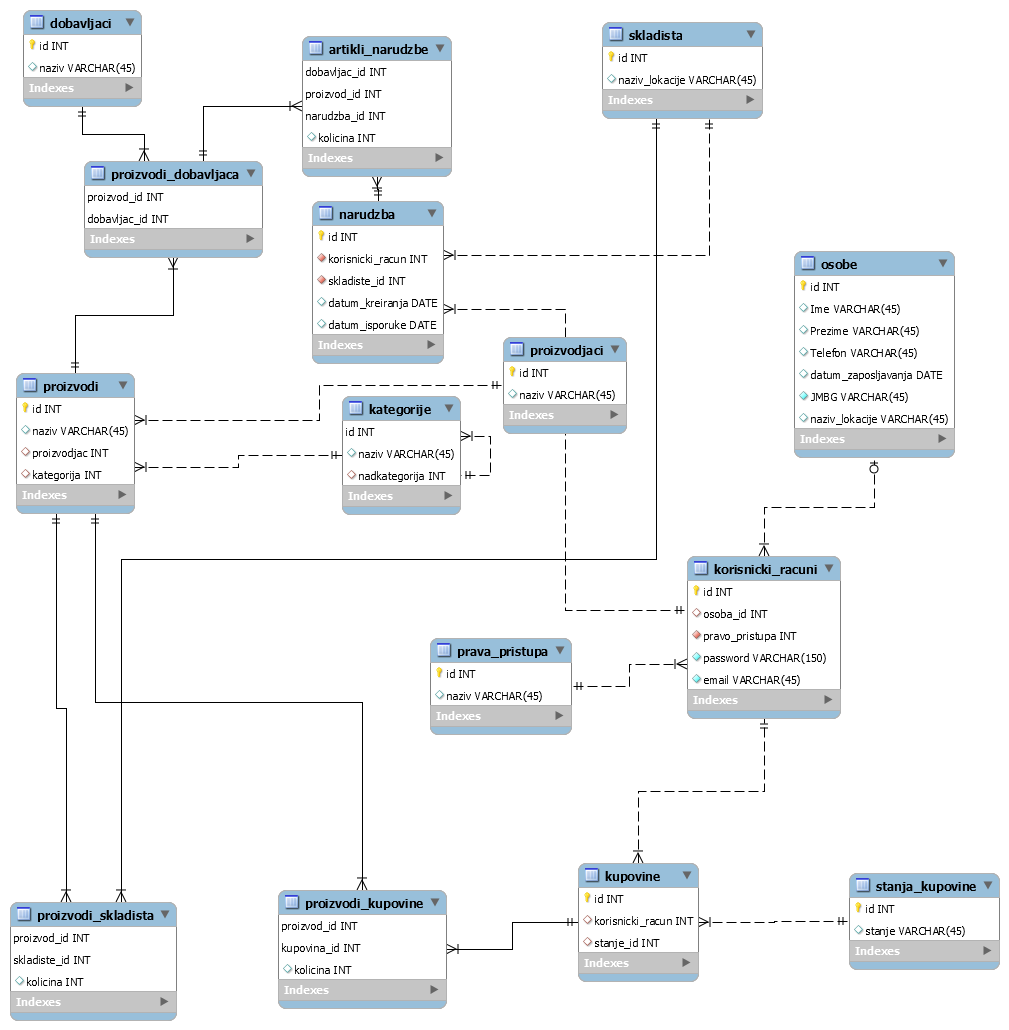 dobavljaci
id INT
naziv VARCHAR(45)
Indexes
artikli_narudzbe
dobavljac_id INT
proizvod_id INT
narudzba_id INT
kolicina INT
Indexes
skladista
id INT
naziv_lokacije VARCHAR(45)
Indexes
proizvodi_dobavljaca
proizvod_id INT
dobavljac_id INT
Indexes
narudzba
id INT
korisnicki_racun INT
skladiste_id INT
datum_kreiranja DATE
datum_isporuke DATE
Indexes
osobe
id INT
Ime VARCHAR(45)
Prezime VARCHAR(45)
Telefon VARCHAR(45)
datum_zaposljavanja DATE
JMBG VARCHAR(45)
naziv_lokacije VARCHAR(45)
Indexes
proizvodjaci
id INT
naziv VARCHAR(45)
Indexes
proizvodi
id INT
naziv VARCHAR(45)
proizvodjac INT
kategorija INT
Indexes
kategorije
id INT
naziv VARCHAR(45)
nadkategorija INT
Indexes
korisnicki_racuni
id INT
osoba_id INT
pravo_pristupa INT
password VARCHAR(150)
email VARCHAR(45)
Indexes
prava_pristupa
id INT
naziv VARCHAR(45)
Indexes
proizvodi_skladista
proizvod_id INT
skladiste_id INT
kolicina INT
Indexes
proizvodi_kupovine
proizvod_id INT
kupovina_id INT
kolicina INT
Indexes
kupovine
id INT
korisnicki_racun INT
stanje_id INT
Indexes
stanja_kupovine
id INT
stanje VARCHAR(45)
Indexes